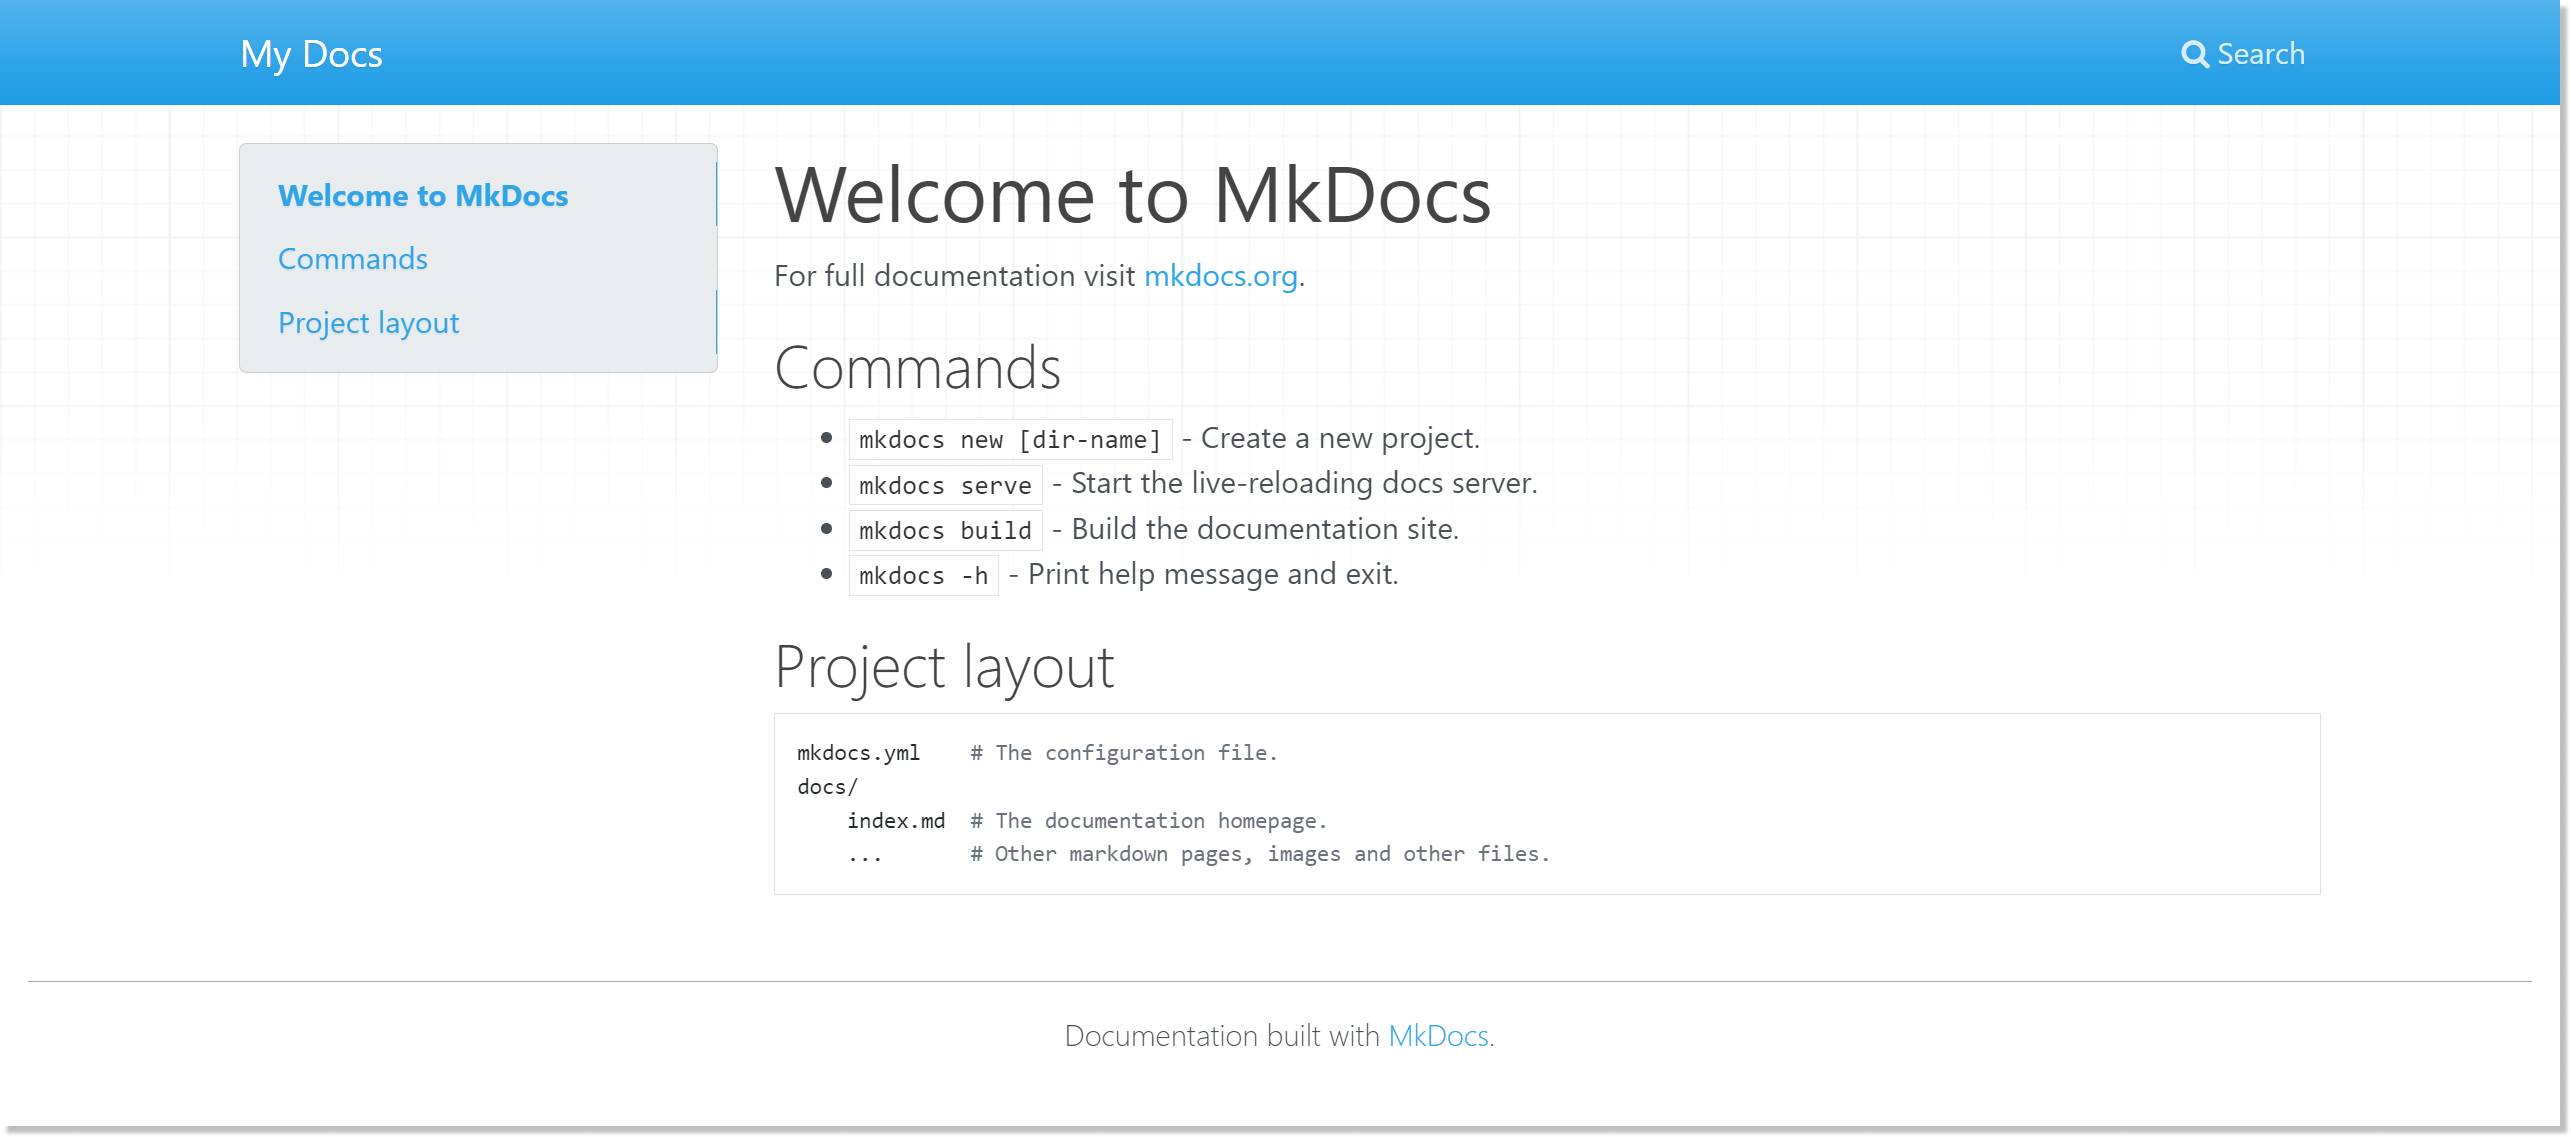 My Docs
Search
Welcome to MkDocs
Commands
Project layout
Welcome to MkDocs
For full documentation visit mkdocs.org.
Commands
mkdocs new [dir-name] - Create a new project.
mkdocs serve - Start the live-reloading docs server.
mkdocs build - Build the documentation site.
mkdocs -h - Print help message and exit.
Project layout
mkdocs.yml    # The configuration file.
docs/
    index.md  # The documentation homepage.
    ...       # Other markdown pages, images and other files.
Documentation built with MkDocs.